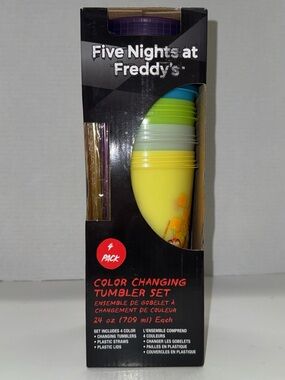 Five Nights at
Freddy's™
4
PACK
COLOR CHANGING
TUMBLER SET
ENSEMBLE DE GOBELET À
CHANGEMENT DE COULEUR
24 oz (709 ml) Each
SET INCLUDES 4 COLOR
• CHANGING TUMBLERS
• PLASTIC STRAWS
• PLASTIC LIDS
L'ENSEMBLE COMPREND
4 COULEURS
• CHANGER LES GOBELETS
• PAILLES EN PLASTIQUE
• COUVERCLES EN PLASTIQUE